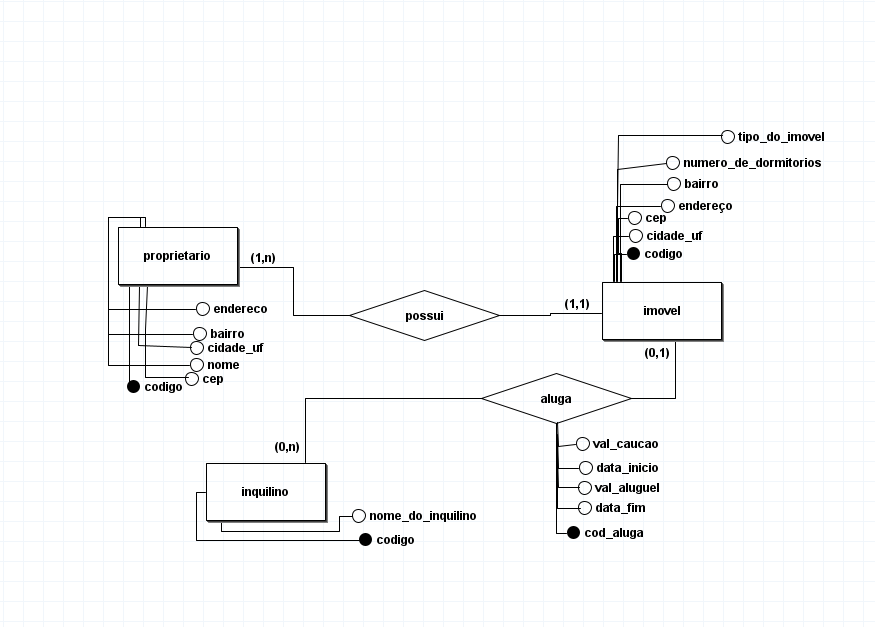 tipo_do_imovel
numero_de_dormitorios
bairro
endereço
cep
cidade_uf
codigo
proprietario
(1,n)
possui
(1,1)
imovel
endereco
bairro
cidade_uf
nome
cep
codigo
(0,1)
aluga
(0,n)
val_caucao
data_inicio
val_aluguel
data_fim
cod_aluga
inquilino
nome_do_inquilino
codigo